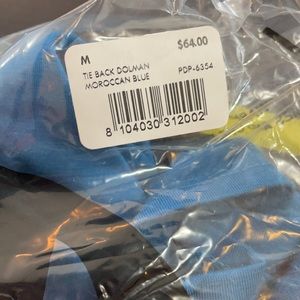 M $64.00
TIE BACK DOLMAN
MOROCCAN BLUE PDP-6354
8 104030 312002